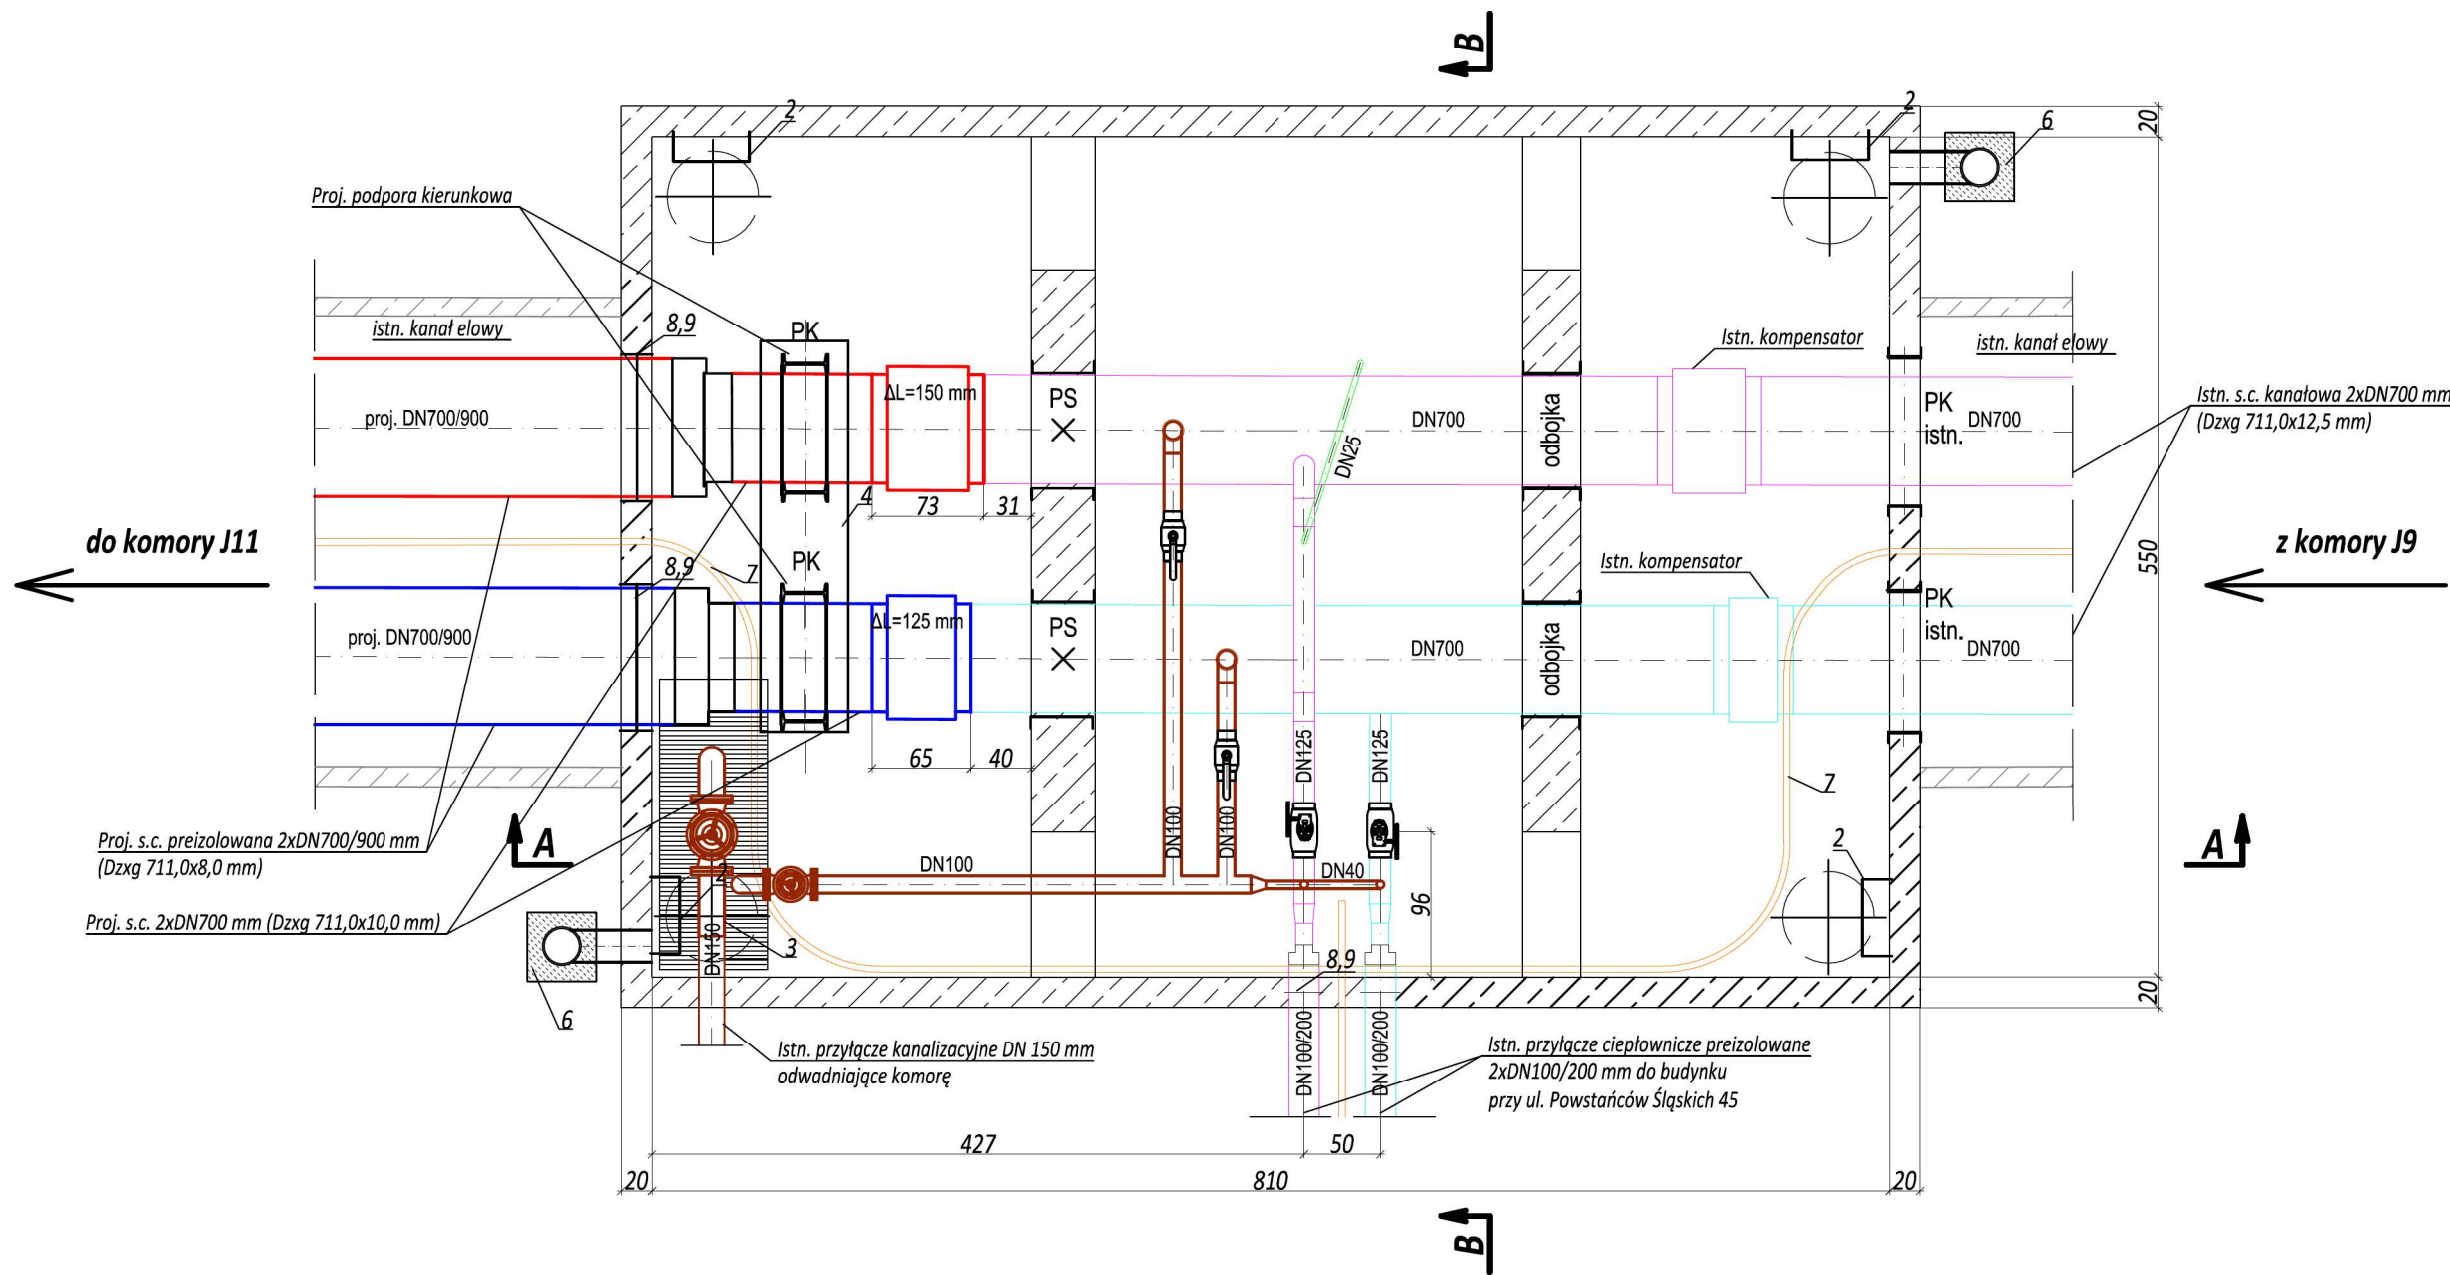 B
2
2
6
20
Proj. podpora kierunkowa
istn. kanał elowy
8,9
PK
Istn. kompensator
istn. kanał elowy
ΔL=150 mm
PS
DN25
DN700
odbojka
PK
istn.
DN700
Istn. s.c. kanałowa 2xDN700 mm
(Dzxg 711,0x12,5 mm)
proj. DN700/900
4
73
31
do komory J11
z komory J9
550
8,9
7
PK
Istn. kompensator
PK
istn.
ΔL=125 mm
PS
DN700
odbojka
DN700
proj. DN700/900
65
40
DN125
DN125
7
Proj. s.c. preizolowana 2xDN700/900 mm
(Dzxg 711,0x8,0 mm)
A
DN100
DN100
DN100
DN40
96
2
A
2
Proj. s.c. 2xDN700 mm (Dzxg 711,0x10,0 mm)
DN150
3
8,9
20
6
Istn. przyłącze kanalizacyjne DN 150 mm
odwadniające komorę
DN100/200
DN100/200
Istn. przyłącze ciepłownicze preizolowane
2xDN100/200 mm do budynku
przy ul. Powstańców Śląskich 45
427
50
20
810
20
B